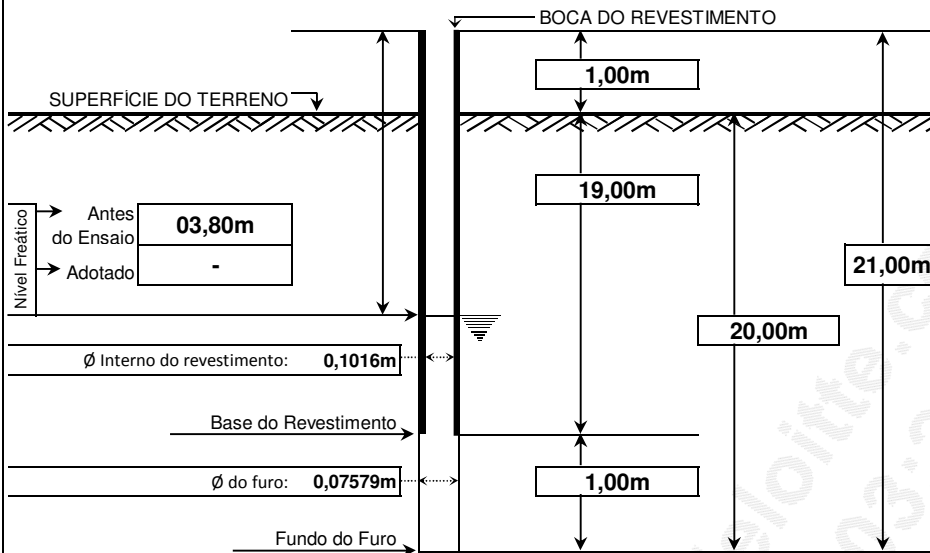 BOCA DO REVESTIMENTO
1,00m
SUPERFÍCIE DO TERRENO
19,00m
Nível Freático
Antes
do Ensaio
03,80m
Adotado
-
21,00m
20,00m
Ø Interno do revestimento: 0,1016m
Base do Revestimento
Ø do furo: 0,07579m
1,00m
Fundo do Furo